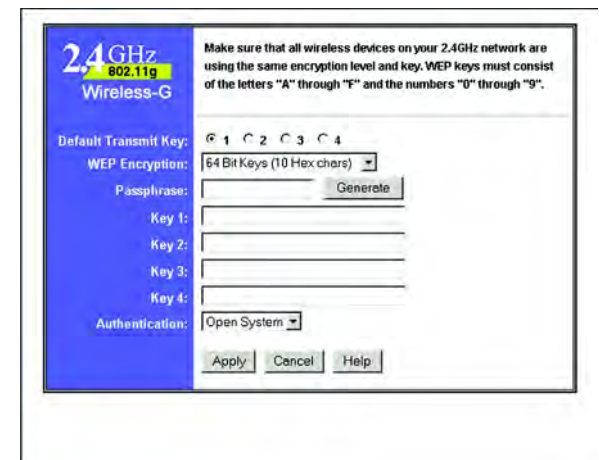 2,4GHz
802.11g
Wireless-G
Make sure that all wireless devices on your 2.4GHz network are
using the same encryption level and key. WEP keys must consist
of the letters "A" through "F" and the numbers "0" through "9".
Default Transmit Key: 1 2 3 4
WEP Encryption: 64 Bit Keys (10 Hex chars)
Passphrase: Generate
Key 1:
Key 2:
Key 3:
Key 4:
Authentication: Open System
Apply Cancel Help